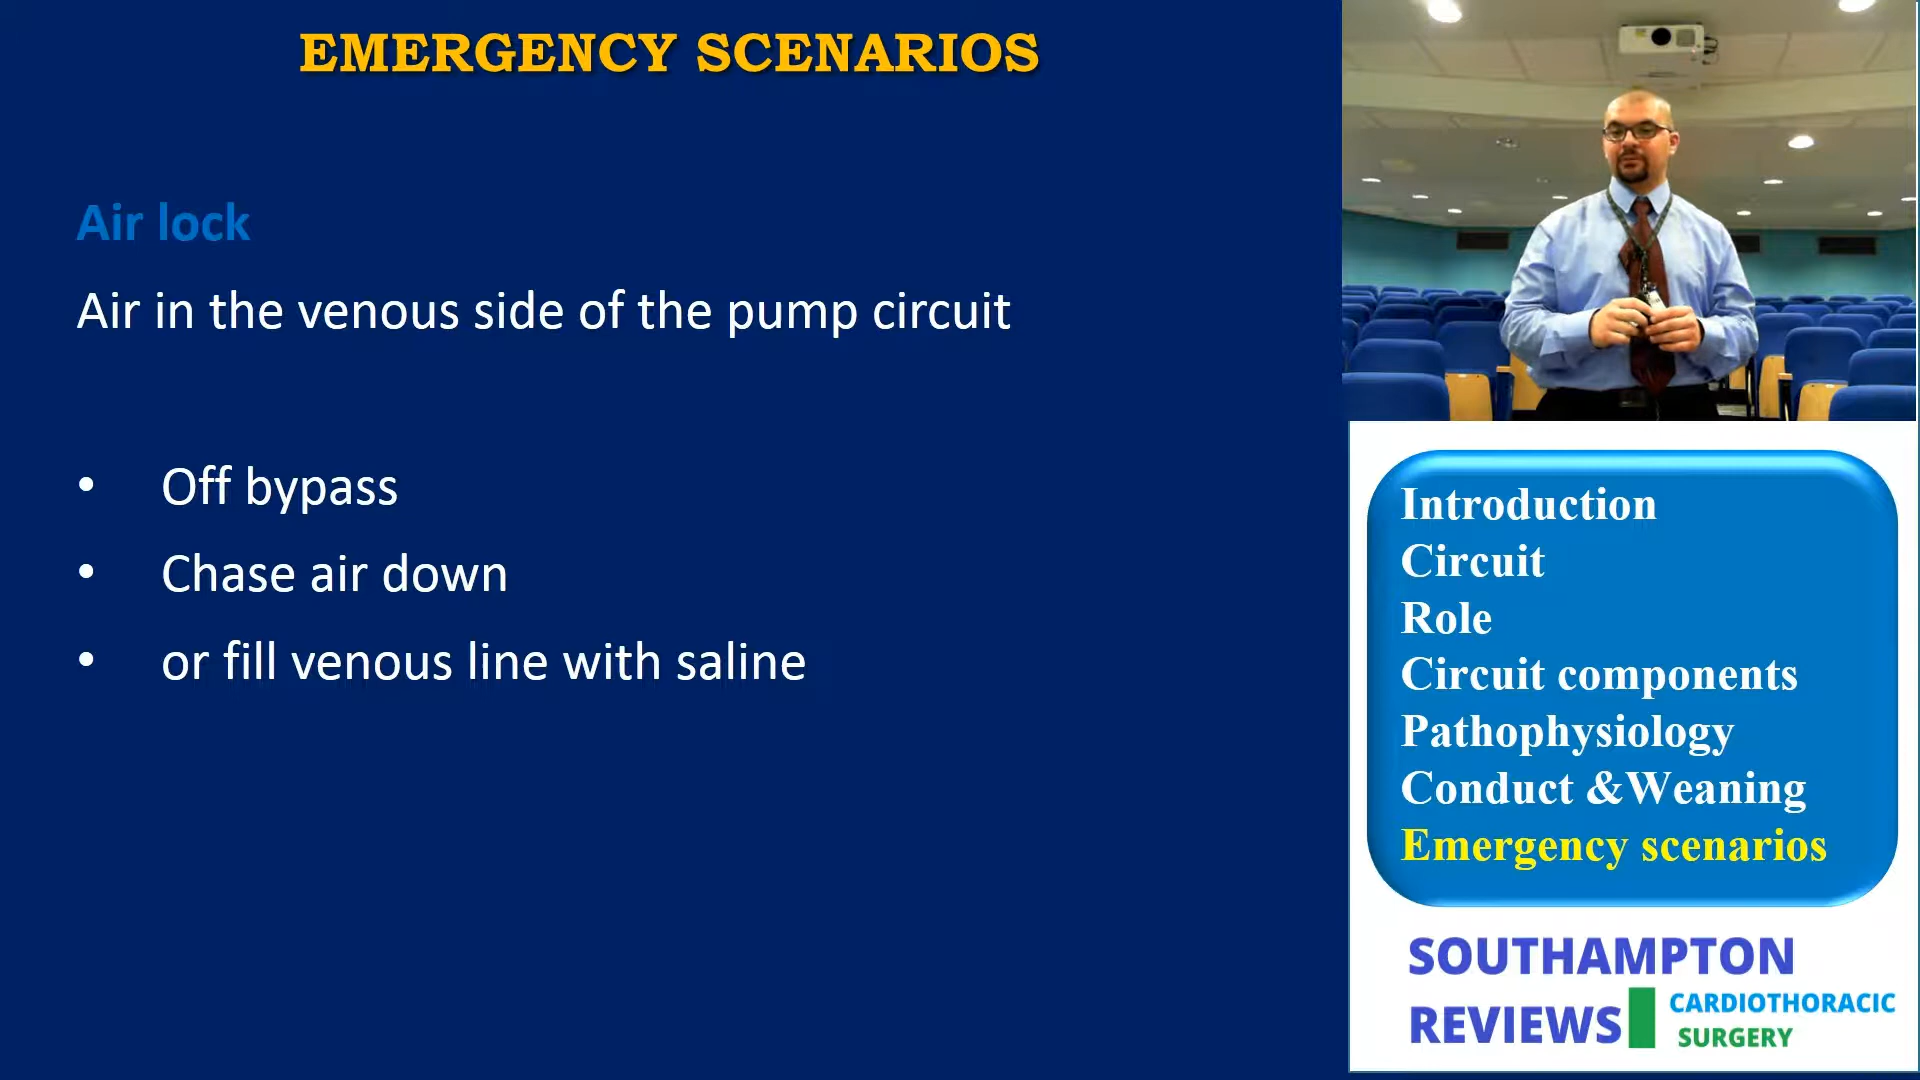 EMERGENCY SCENARIOS
Air lock
Air in the venous side of the pump circuit
• Off bypass
• Chase air down
• or fill venous line with saline
Introduction
Circuit
Role
Circuit components
Pathophysiology
Conduct &Weaning
Emergency scenarios
SOUTHAMPTON
REVIEWS
CARDIOTHORACIC
SURGERY